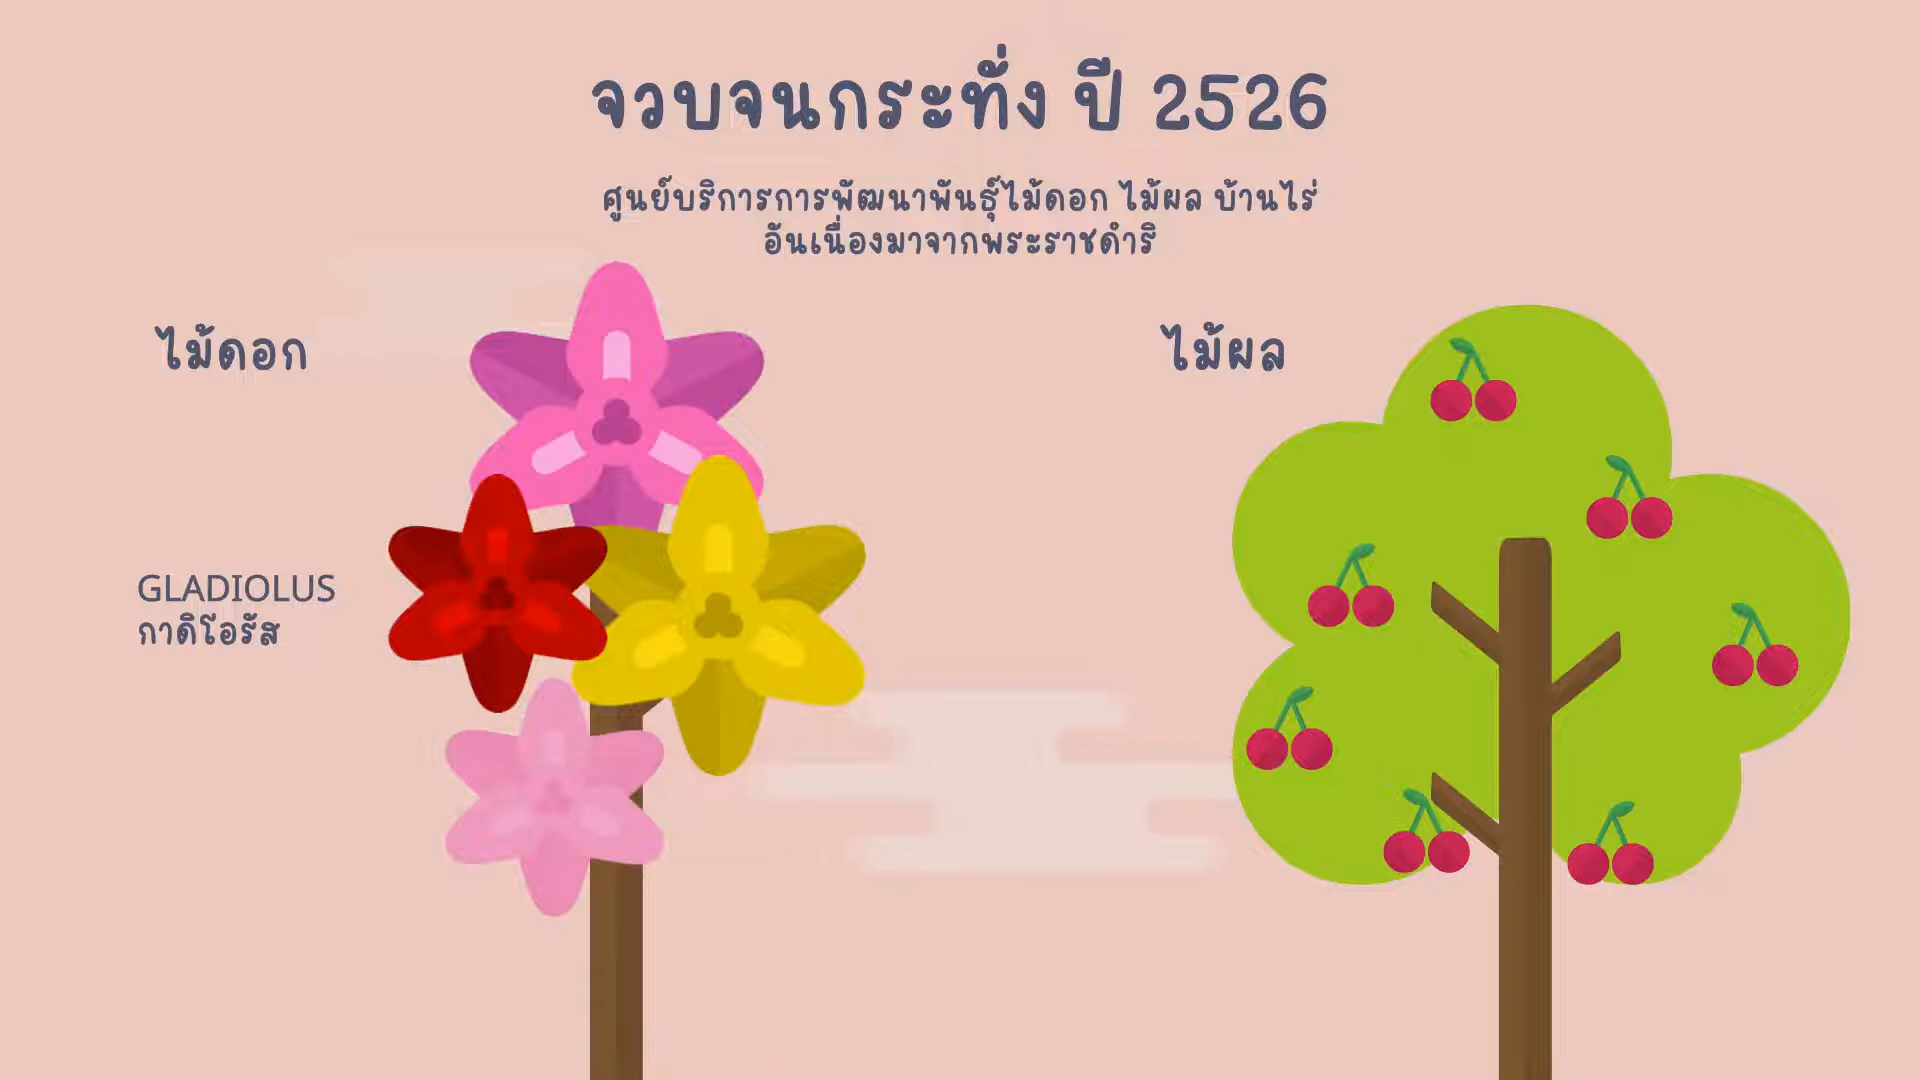 จวบจนกระทั่ง ปี 2526
ศูนย์บริการการพัฒนาพันธุ์ไม้ดอก ไม้ผล บ้านไร่
อันเนื่องมาจากพระราชดำริ
ไม้ดอก
ไม้ผล
GLADIOLUS
กาดิโอรัส